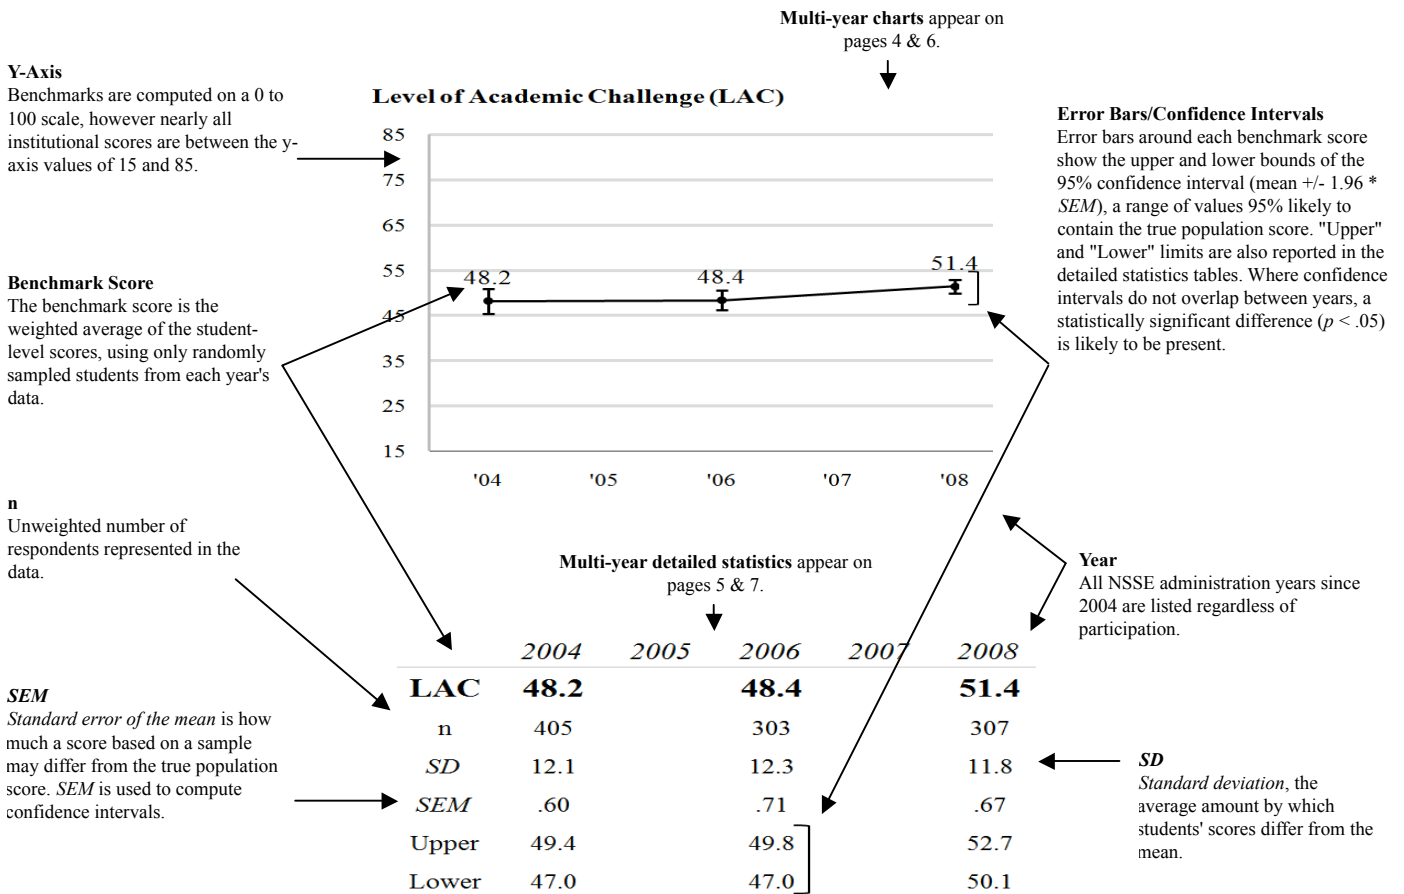 Multi-year charts appear on
pages 4 & 6.
Y-Axis
Benchmarks are computed on a 0 to
100 scale, however nearly all
institutional scores are between the y-
axis values of 15 and 85.
Benchmark Score
The benchmark score is the
weighted average of the student-
level scores, using only randomly
sampled students from each year's
data.
n
Unweighted number of
respondents represented in the
data.
SEM
Standard error of the mean is how
much a score based on a sample
may differ from the true population
score. SEM is used to compute
confidence intervals.
Level of Academic Challenge (LAC)
85
75
65
55
45
35
25
15
48.2
48.4
51.4
'04 '05 '06 '07 '08
Error Bars/Confidence Intervals
Error bars around each benchmark score
show the upper and lower bounds of the
95% confidence interval (mean +/- 1.96 *
SEM), a range of values 95% likely to
contain the true population score. "Upper"
and "Lower" limits are also reported in the
detailed statistics tables. Where confidence
intervals do not overlap between years, a
statistically significant difference (p < .05)
is likely to be present.
Multi-year detailed statistics appear on
pages 5 & 7.
Year
All NSSE administration years since
2004 are listed regardless of
participation.
2004 2005 2006 2007 2008
LAC 48.2 48.4 51.4
n 405 303 307
SD 12.1 12.3 11.8
SEM .60 .71 .67
Upper 49.4 49.8 52.7
Lower 47.0 47.0 50.1
SD
Standard deviation, the
average amount by which
students' scores differ from the
mean.